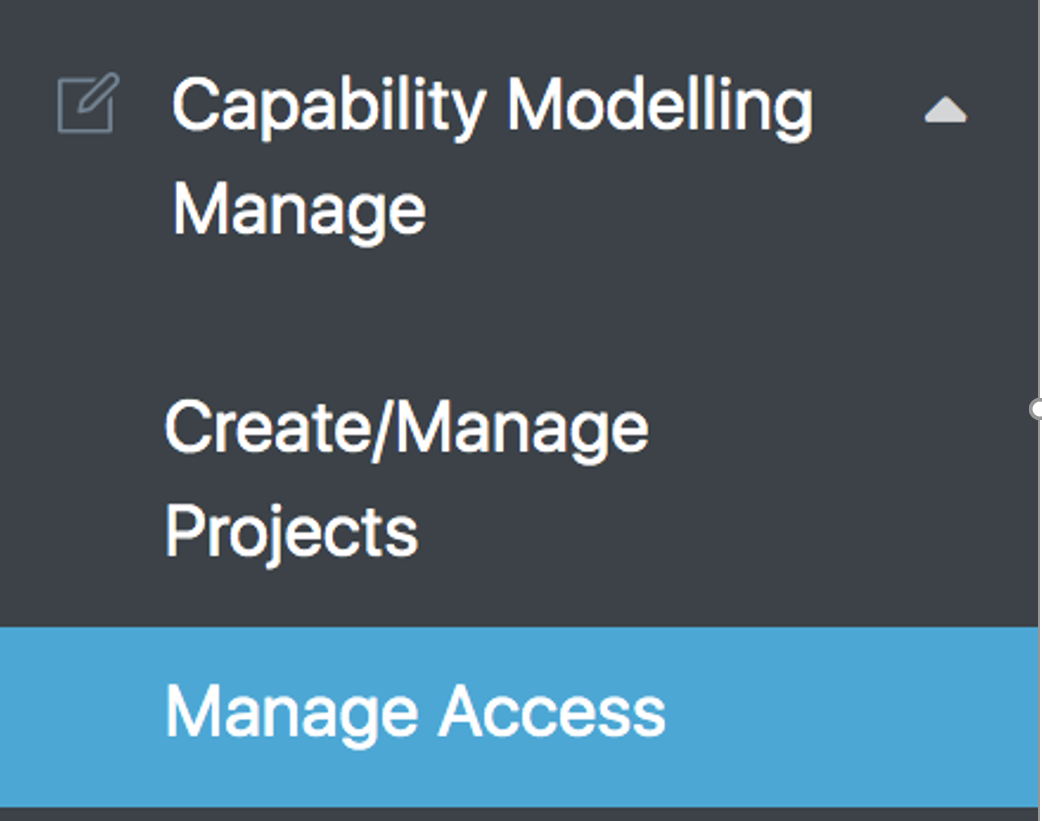 Capability Modelling
Manage
Create/Manage
Projects
Manage Access